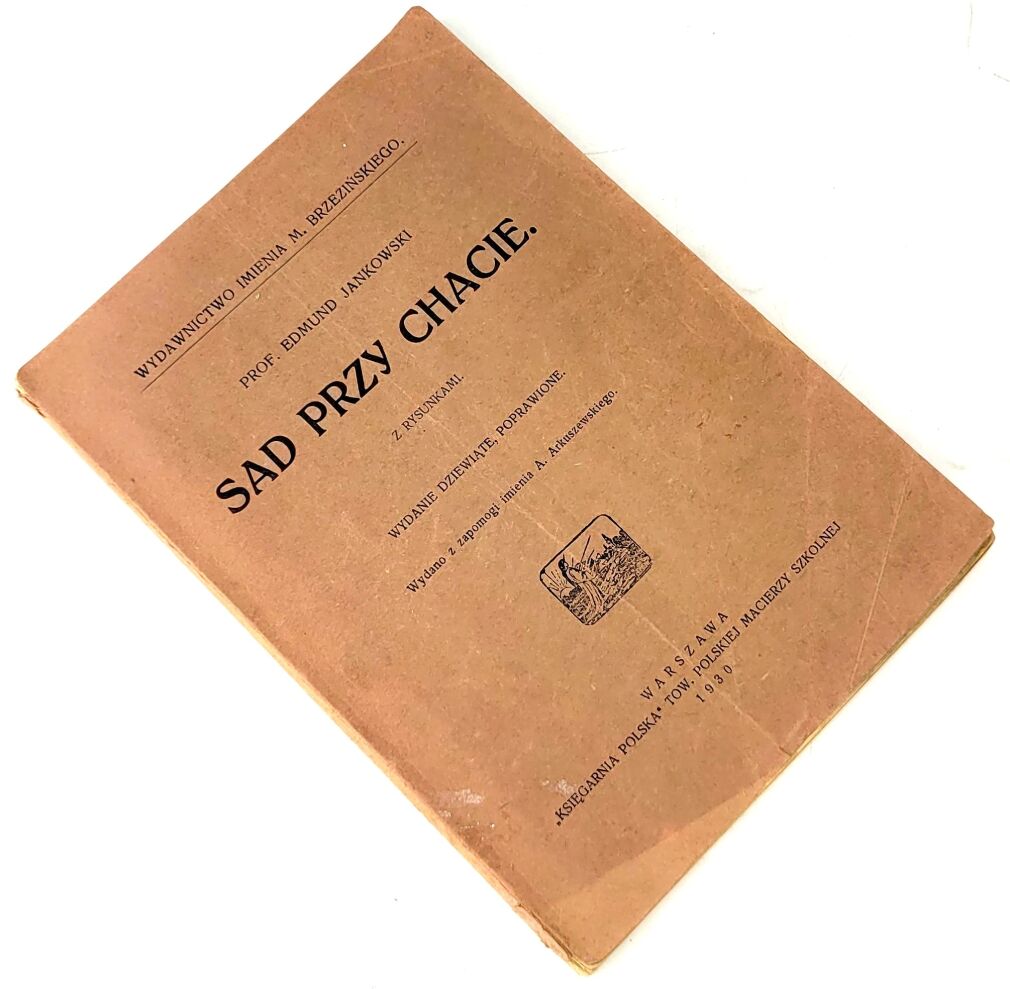 WYDAWNICTWO IMIENIA M. BRZEZIŃSKIEGO.
PROF. EDMUND JANKOWSKI
SAD PRZY CHACIE.
Z RYSUNKAMI.
WYDANIE DZIEWIĄTE, POPRAWIONE.
Wydano z zapomogi imienia A. Arkuszewskiego.
WARSZAWA
„KSIĘGARNIA POLSKA" TOW. POLSKIEJ MACIERZY SZKOLNEJ
1930